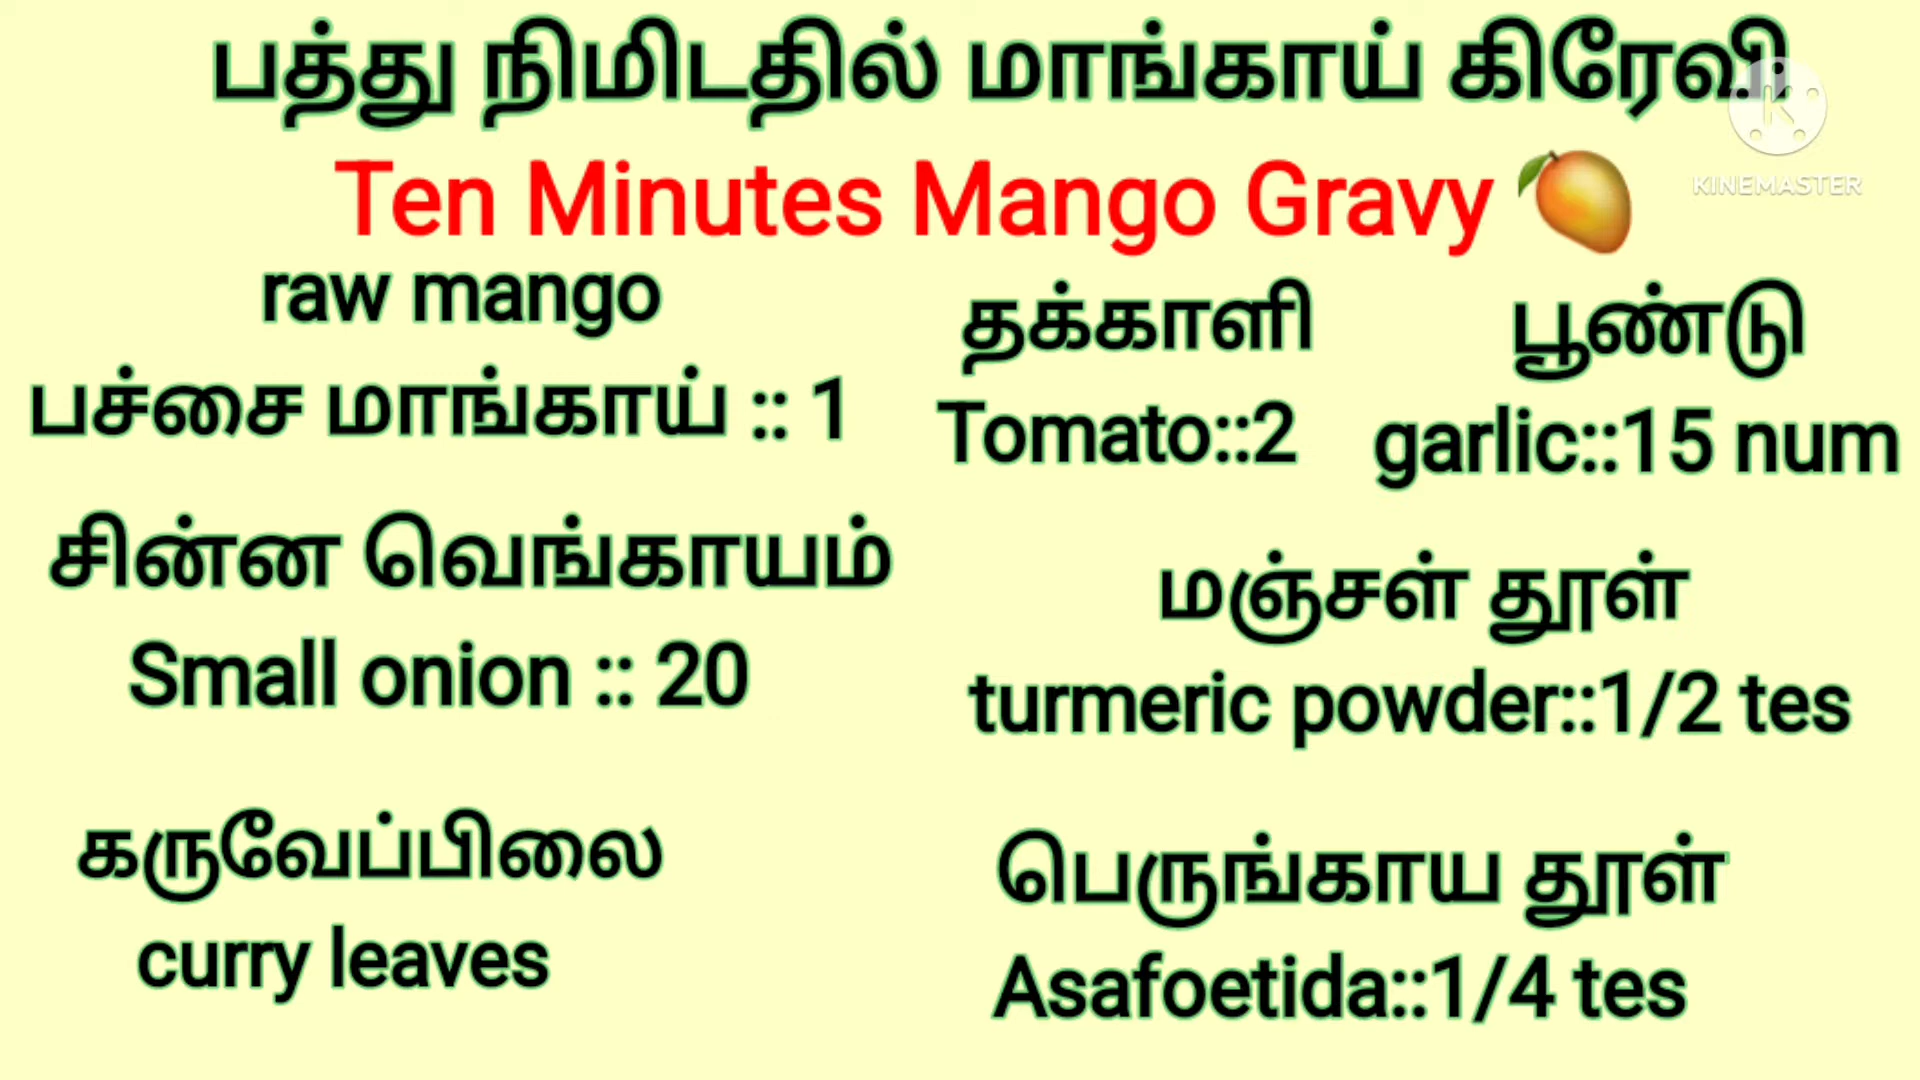 பத்து நிமிடதில் மாங்காய் கிரேவி
Ten Minutes Mango Gravy
KINEMASTER
raw mango
பச்சை மாங்காய் :: 1
தக்காளி
Tomato::2
பூண்டு
garlic::15 num
சின்ன வெங்காயம்
Small onion :: 20
மஞ்சள் தூள்
turmeric powder::1/2 tes
கருவேப்பிலை
curry leaves
பெருங்காய தூள்
Asafoetida::1/4 tes